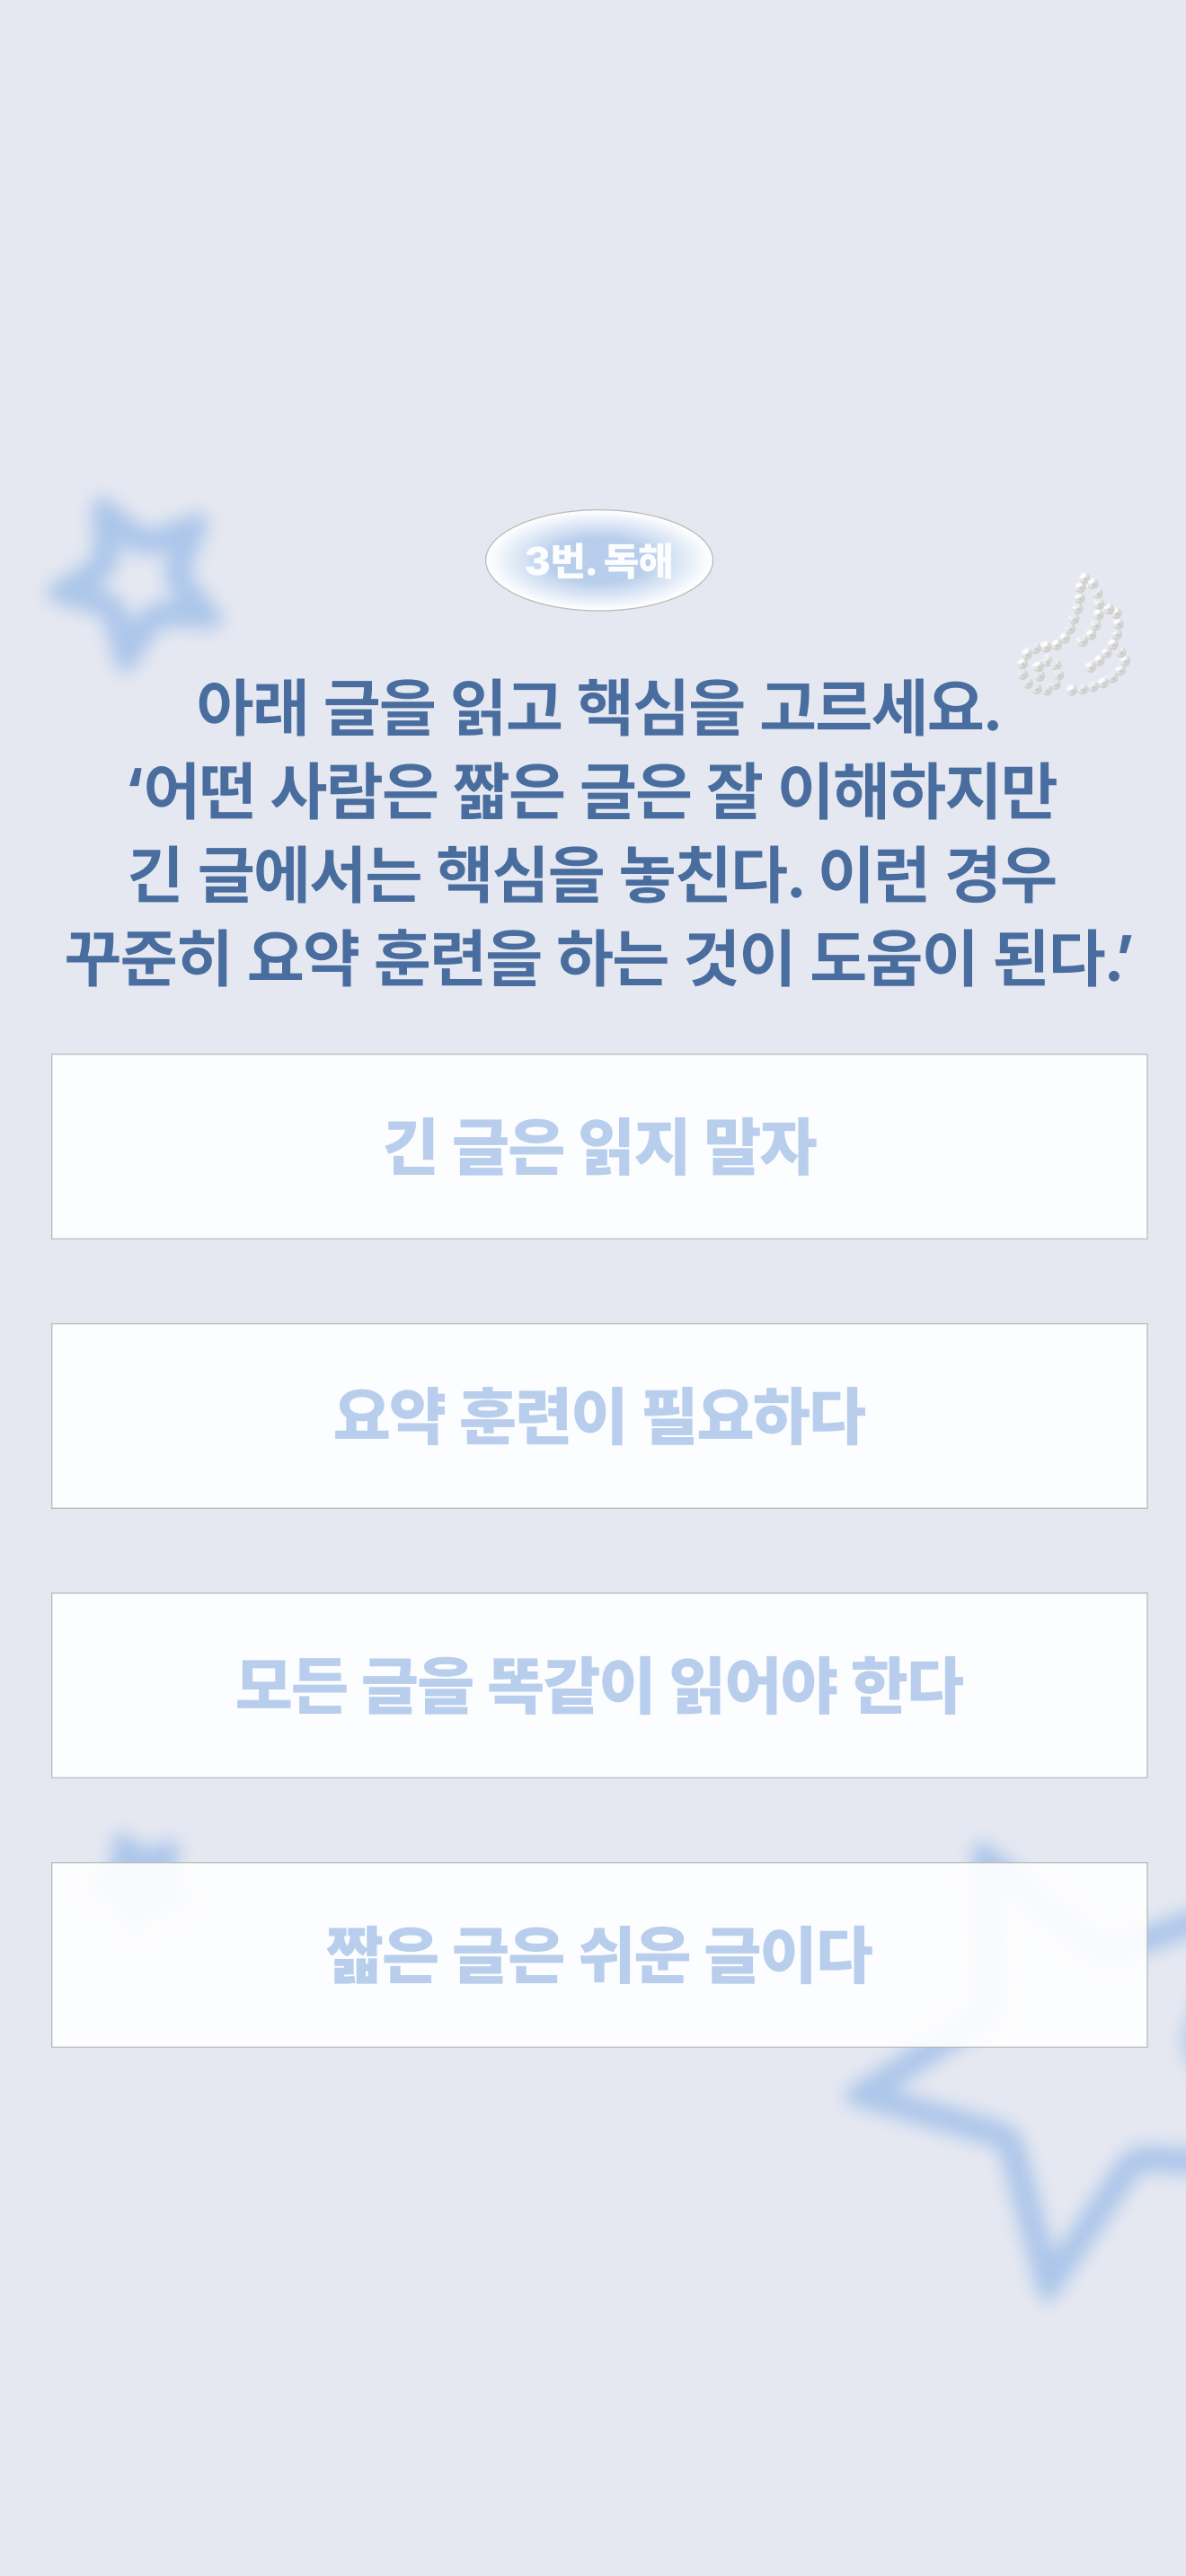 3번. 독해
아래 글을 읽고 핵심을 고르세요.
‘어떤 사람은 짧은 글은 잘 이해하지만
긴 글에서는 핵심을 놓친다. 이런 경우
꾸준히 요약 훈련을 하는 것이 도움이 된다.’
긴 글은 읽지 말자
요약 훈련이 필요하다
모든 글을 똑같이 읽어야 한다
짧은 글은 쉬운 글이다